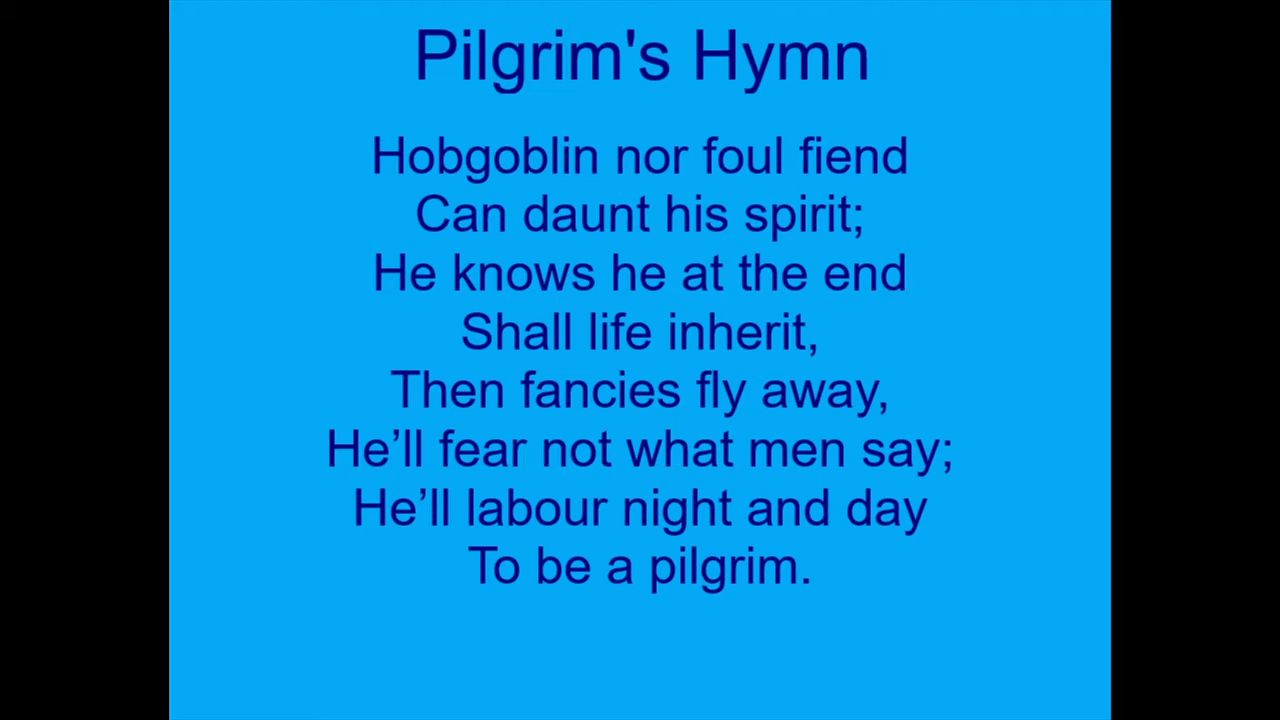 Pilgrim's Hymn
Hobgoblin nor foul fiend
Can daunt his spirit;
He knows he at the end
Shall life inherit,
Then fancies fly away,
He’ll fear not what men say;
He’ll labour night and day
To be a pilgrim.